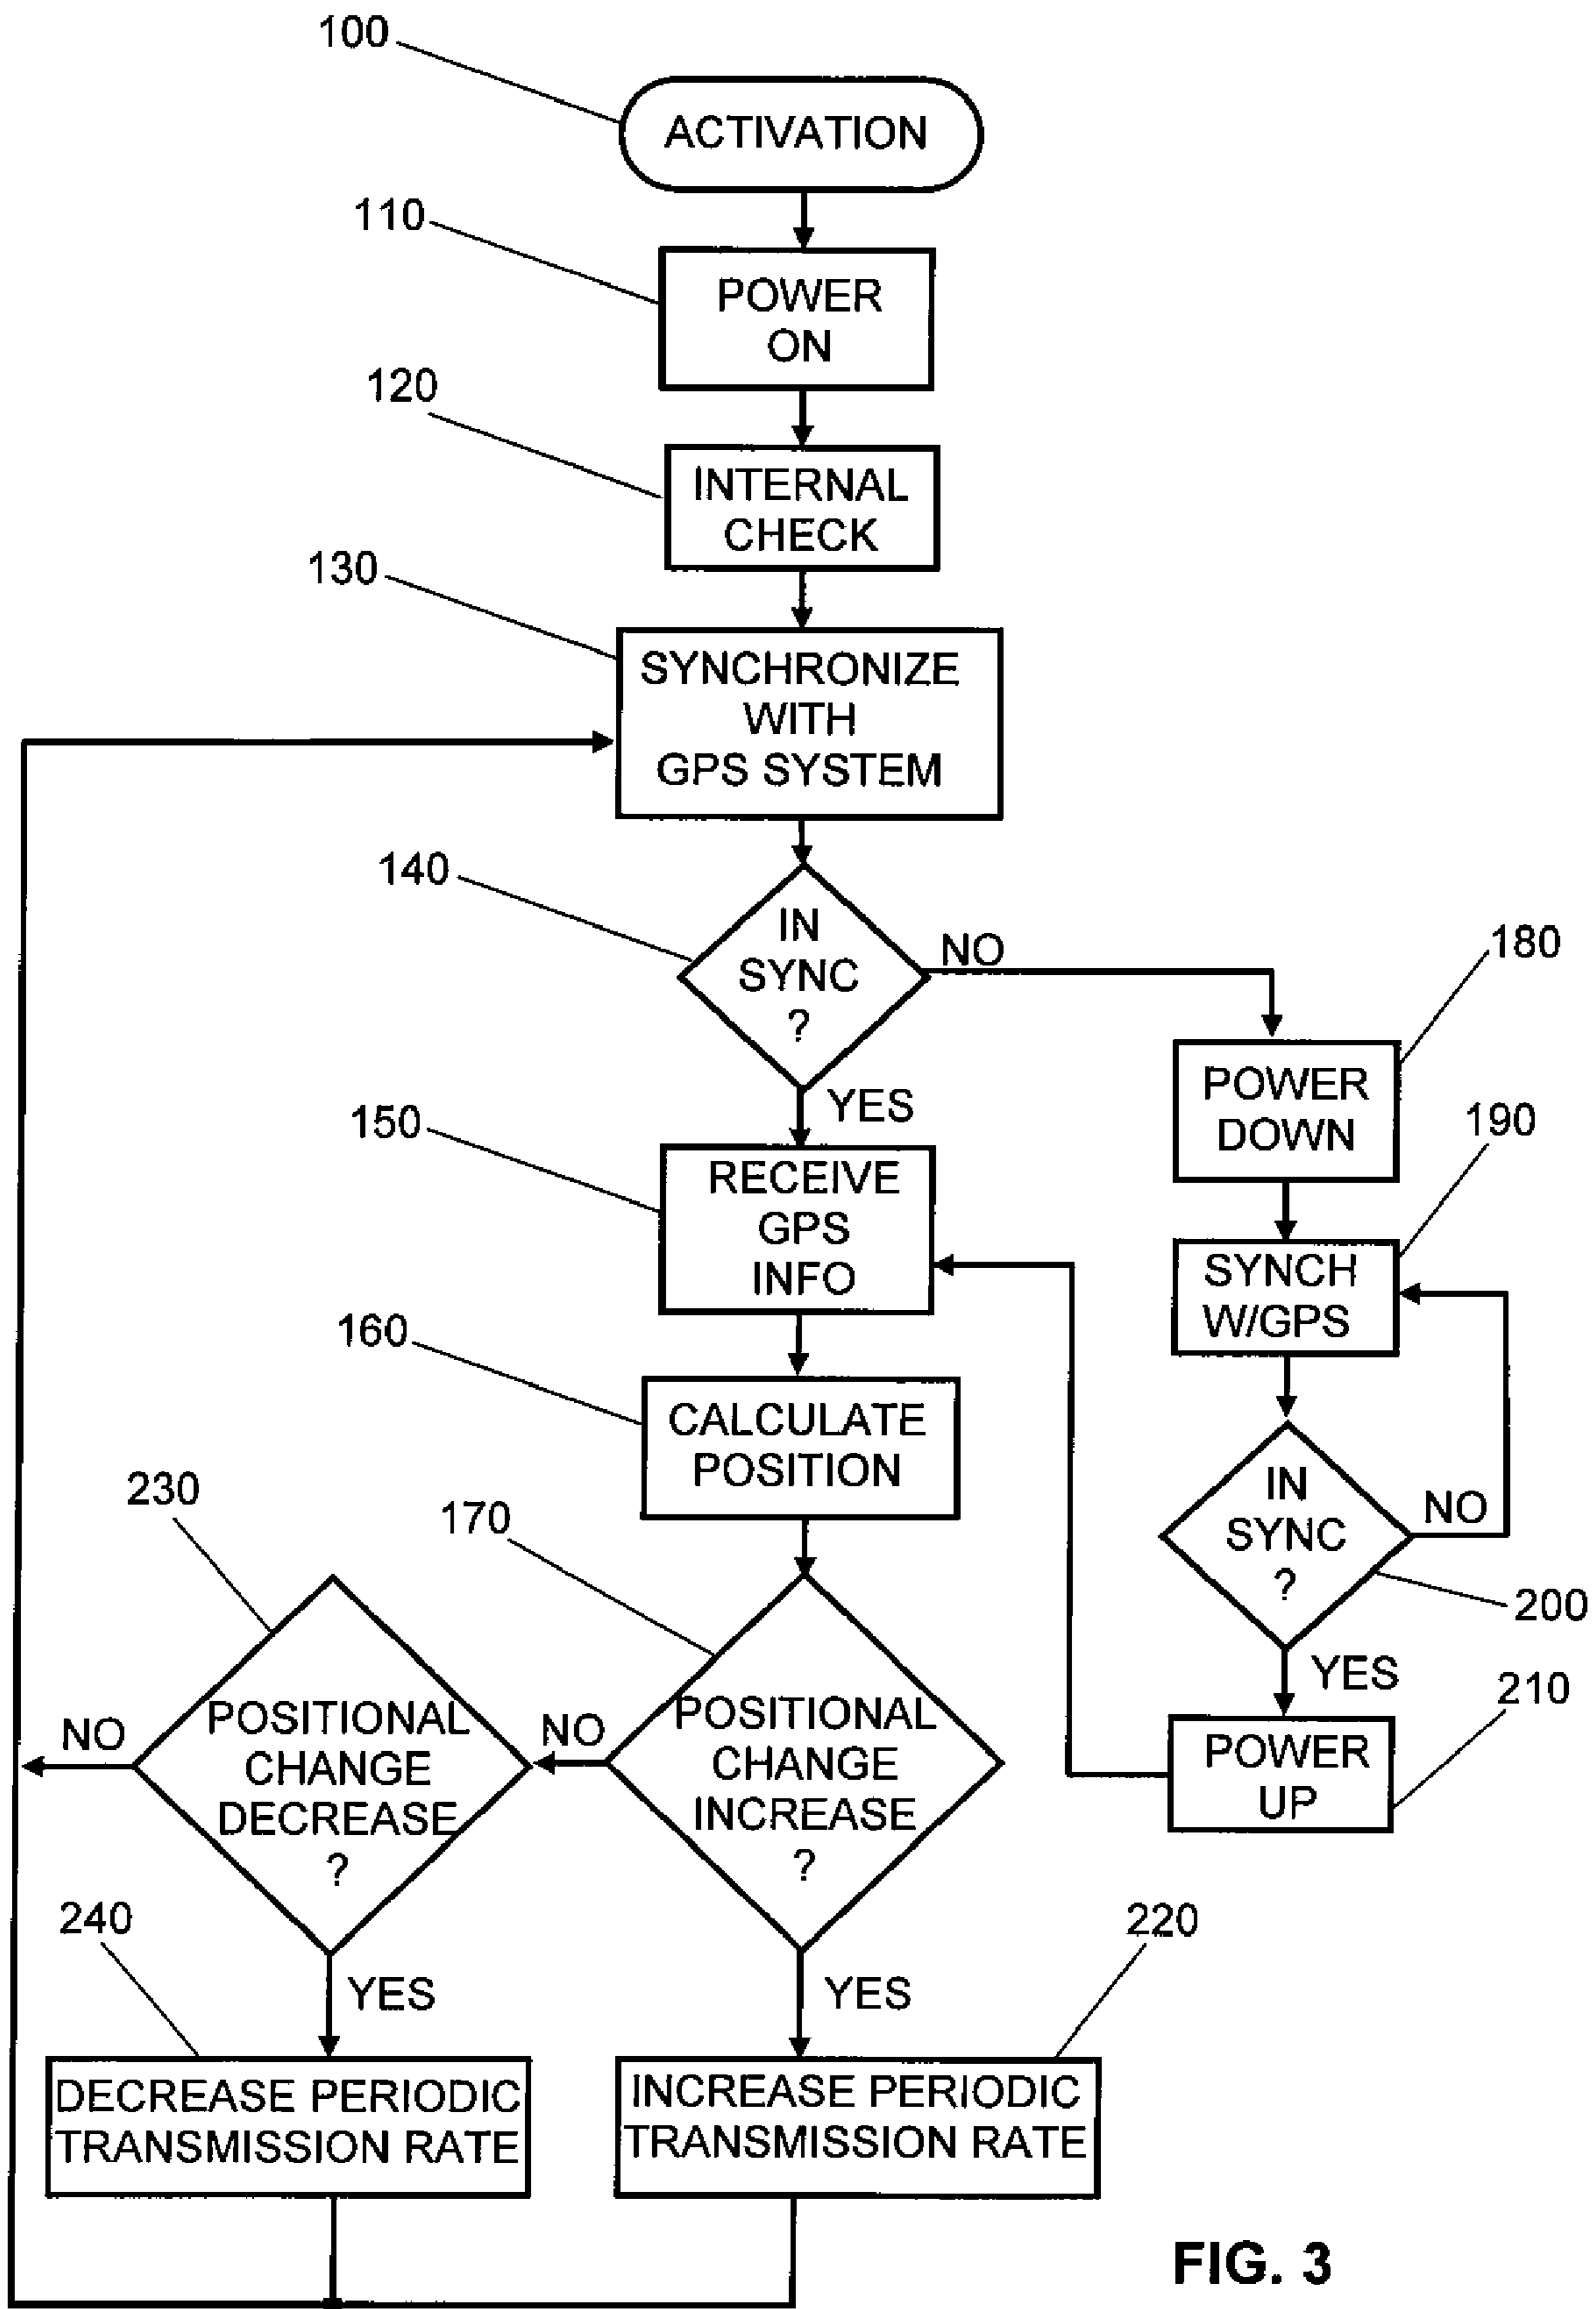 100
ACTIVATION
110
POWER
ON
120
INTERNAL
CHECK
130
SYNCHRONIZE
WITH
GPS SYSTEM
140
IN
SYNC
?
NO
180
POWER
DOWN
YES
150
RECEIVE
GPS
INFO
190
SYNCH
W/GPS
160
CALCULATE
POSITION
IN
SYNC
?
NO
200
YES
210
POWER
UP
170
POSITIONAL
CHANGE
INCREASE
?
NO
230
POSITIONAL
CHANGE
DECREASE
?
NO
240
YES
DECREASE PERIODIC
TRANSMISSION RATE
YES
220
INCREASE PERIODIC
TRANSMISSION RATE
FIG. 3